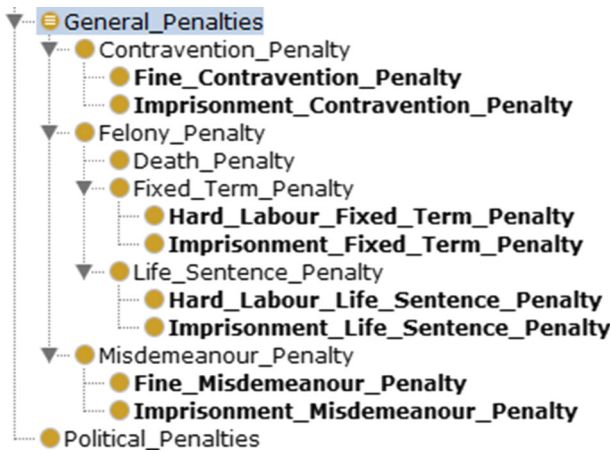 General_Penalties
Contravention_Penalty
Fine_Contravention_Penalty
Imprisonment_Contravention_Penalty
Felony_Penalty
Death_Penalty
Fixed_Term_Penalty
Hard_Labour_Fixed_Term_Penalty
Imprisonment_Fixed_Term_Penalty
Life_Sentence_Penalty
Hard_Labour_Life_Sentence_Penalty
Imprisonment_Life_Sentence_Penalty
Misdemeanour_Penalty
Fine_Misdemeanour_Penalty
Imprisonment_Misdemeanour_Penalty
Political_Penalties